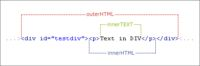 outerHTML
innerTEXT
<div id="testdiv"><p>Text in DIV</p></div>
innerHTML